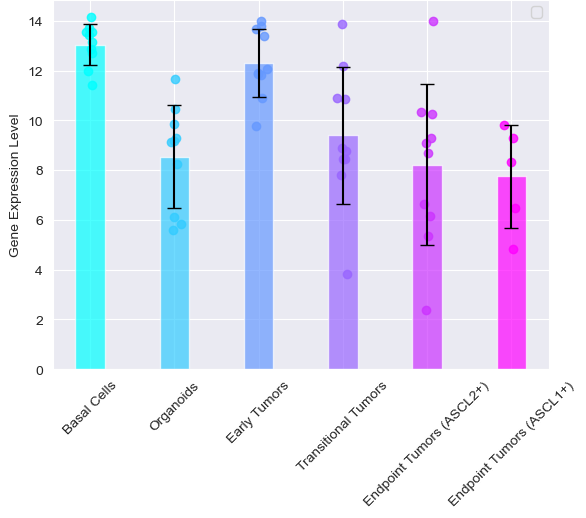 Gene Expression Level
14
12
10
8
6
4
2
0
Basal Cells
Organoids
Early Tumors
Transitional Tumors
Endpoint Tumors (ASCL2+)
Endpoint Tumors (ASCL1+)